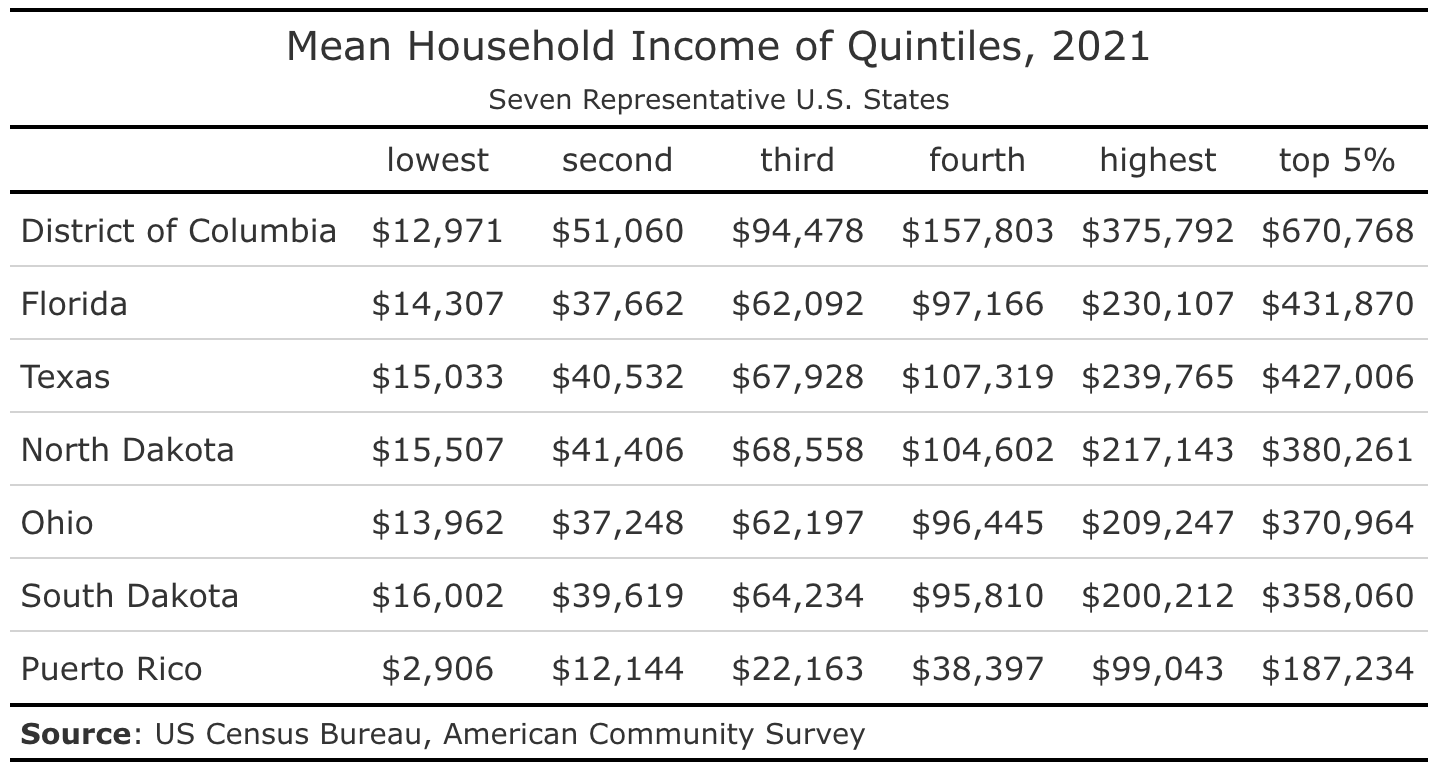 Mean Household Income of Quintiles, 2021
Seven Representative U.S. States
lowest second third fourth highest top 5%
District of Columbia $12,971 $51,060 $94,478 $157,803 $375,792 $670,768
Florida $14,307 $37,662 $62,092 $97,166 $230,107 $431,870
Texas $15,033 $40,532 $67,928 $107,319 $239,765 $427,006
North Dakota $15,507 $41,406 $68,558 $104,602 $217,143 $380,261
Ohio $13,962 $37,248 $62,197 $96,445 $209,247 $370,964
South Dakota $16,002 $39,619 $64,234 $95,810 $200,212 $358,060
Puerto Rico $2,906 $12,144 $22,163 $38,397 $99,043 $187,234
Source: US Census Bureau, American Community Survey